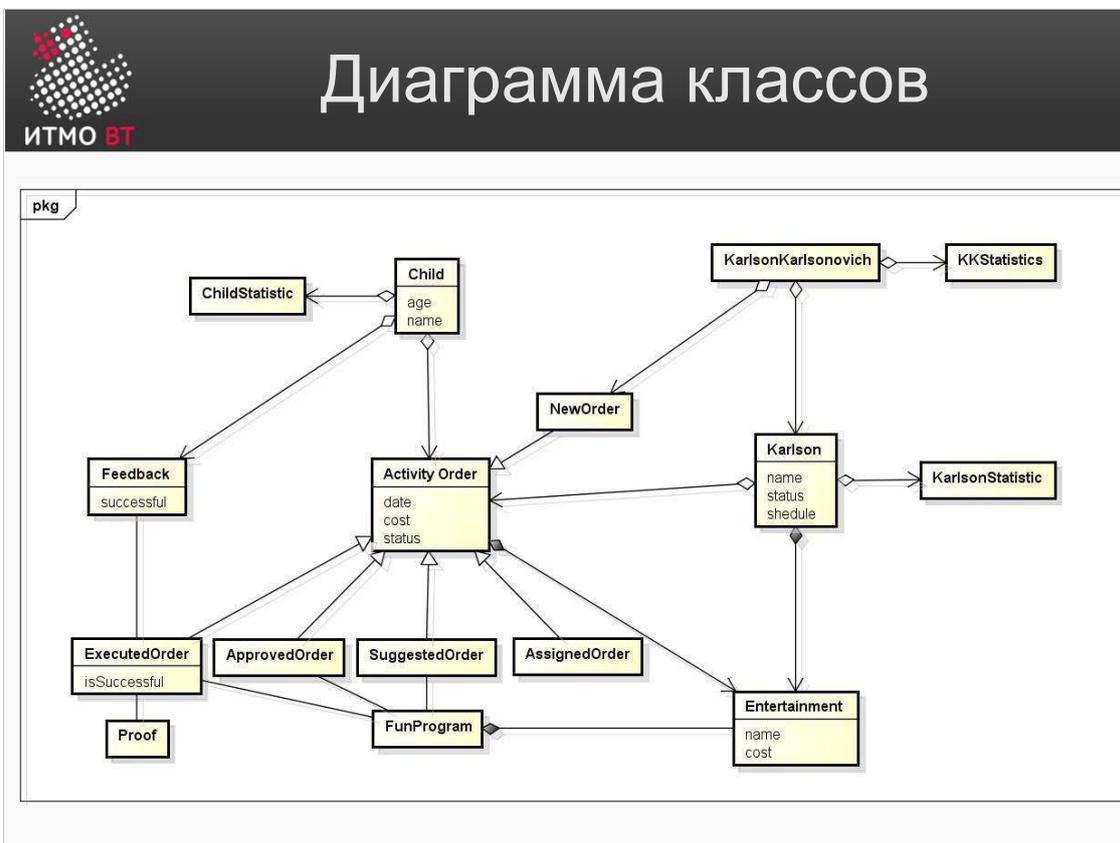 Диаграмма классов
ИТМО ВТ
pkg
KarlsonKarlsonovich
KKStatistics
Child
age
name
ChildStatistic
NewOrder
Karlson
name
status
shedule
KarlsonStatistic
Feedback
successful
Activity Order
date
cost
status
ExecutedOrder
isSuccessful
ApprovedOrder
SuggestedOrder
AssignedOrder
Proof
FunProgram
Entertainment
name
cost